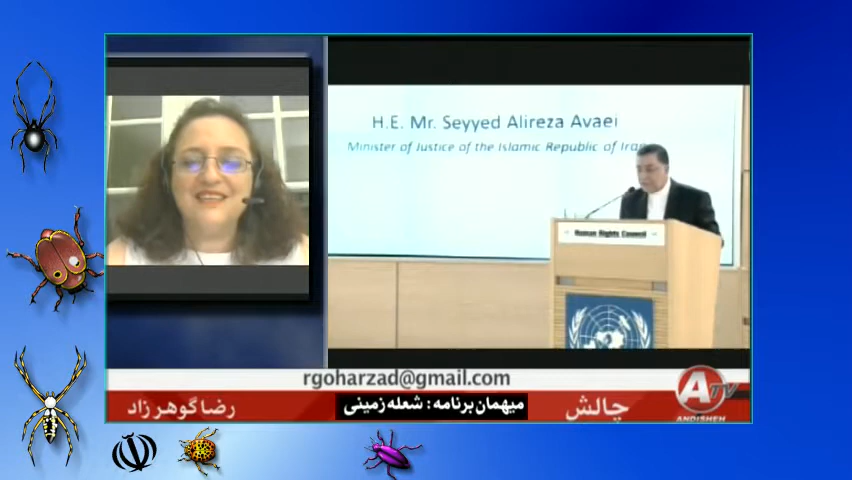 H.E. Mr. Seyyed Alireza Avaei
Minister of Justice of the Islamic Republic of Iran
Human Rights Council
rgoharzad@gmail.com
رضا گوهرزاد
میهمان برنامه: شعله زمینی
چالش
ATV
ANDISHEH